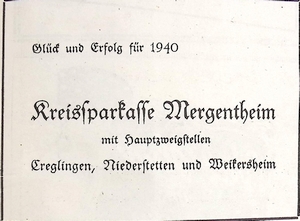 Glück und Erfolg für 1940
Kreissparkasse Mergentheim
mit Hauptzweigstellen
Creglingen, Niederstetten und Weikersheim